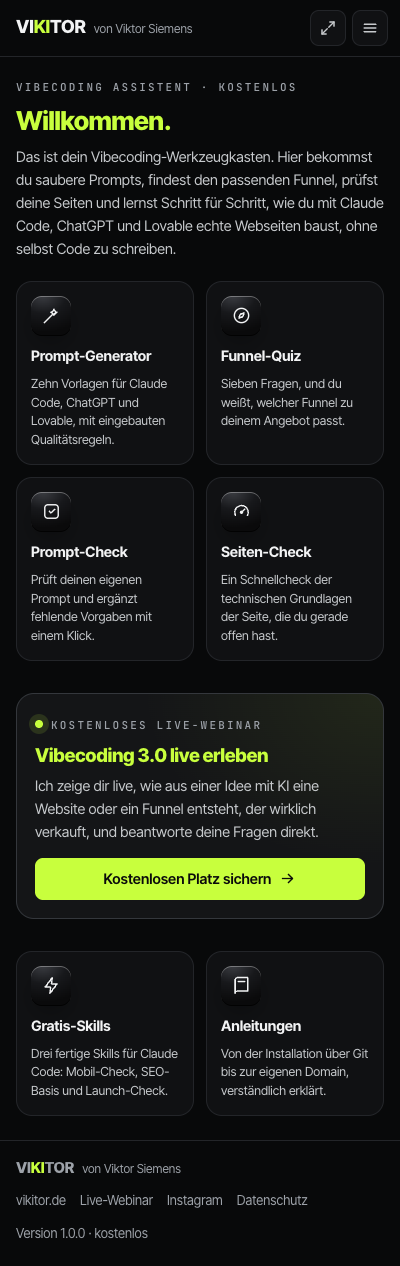 VIKITOR von Viktor Siemens
VIBECODING ASSISTENT · KOSTENLOS
Willkommen.
Das ist dein Vibecoding-Werkzeugkasten. Hier bekommst
du saubere Prompts, findest den passenden Funnel, prüfst
deine Seiten und lernst Schritt für Schritt, wie du mit Claude
Code, ChatGPT und Lovable echte Webseiten baust, ohne
selbst Code zu schreiben.
Prompt-Generator
Zehn Vorlagen für Claude
Code, ChatGPT und
Lovable, mit eingebauten
Qualitätsregeln.
Funnel-Quiz
Sieben Fragen, und du
weißt, welcher Funnel zu
deinem Angebot passt.
Prompt-Check
Prüft deinen eigenen
Prompt und ergänzt
fehlende Vorgaben mit
einem Klick.
Seiten-Check
Ein Schnellcheck der
technischen Grundlagen
der Seite, die du gerade
offen hast.
KOSTENLOSES LIVE-WEBINAR
Vibecoding 3.0 live erleben
Ich zeige dir live, wie aus einer Idee mit KI eine
Website oder ein Funnel entsteht, der wirklich
verkauft, und beantworte deine Fragen direkt.
Kostenlosen Platz sichern →
Gratis-Skills
Drei fertige Skills für Claude
Code: Mobil-Check, SEO-
Basis und Launch-Check.
Anleitungen
Von der Installation über Git
bis zur eigenen Domain,
verständlich erklärt.
VIKITOR von Viktor Siemens
vikitor.de Live-Webinar Instagram Datenschutz
Version 1.0.0 · kostenlos